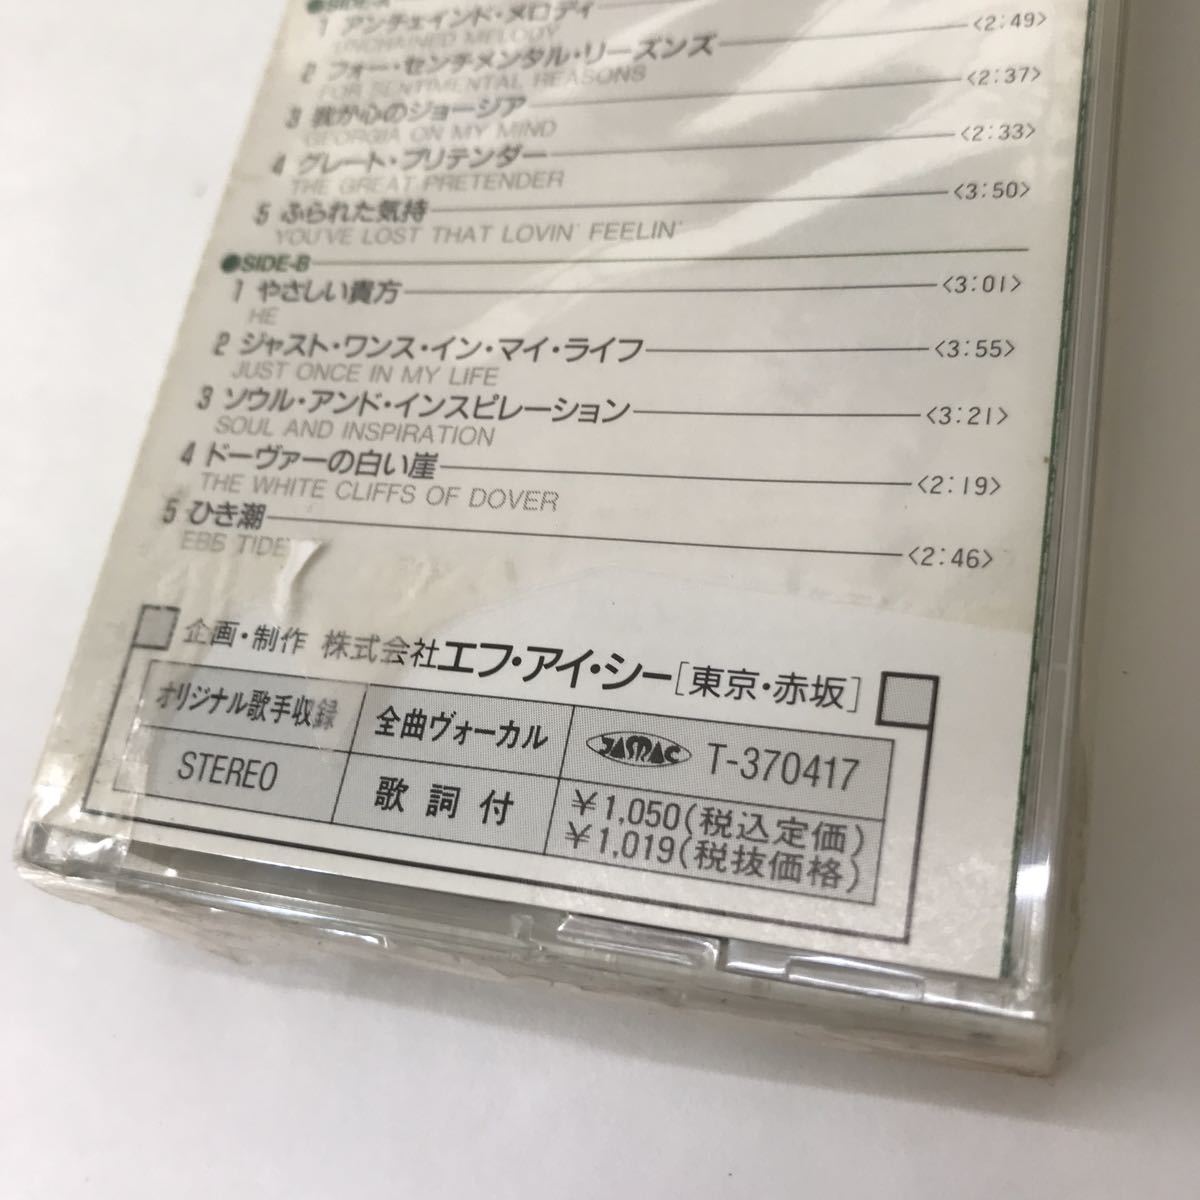 ●SIDE-A
1 アンチェインド・メロディ <2:49>
UNCHAINED MELODY
2 フォー・センチメンタル・リーズンズ <2:37>
FOR SENTIMENTAL REASONS
3 我が心のジョージア <2:33>
GEORGIA ON MY MIND
4 グレート・プリテンダー <3:50>
THE GREAT PRETENDER
5 ふられた気持
YOU'VE LOST THAT LOVIN' FEELIN'
●SIDE-B
1 やさしい貴方 <3:01>
HE
2 ジャスト・ワンス・イン・マイ・ライフ <3:55>
JUST ONCE IN MY LIFE
3 ソウル・アンド・インスピレーション <3:21>
SOUL AND INSPIRATION
4 ドーヴァーの白い崖 <2:19>
THE WHITE CLIFFS OF DOVER
5 ひき潮 <2:46>
EBB TIDE
企画・制作 株式会社エフ・アイ・シー[東京・赤坂]
オリジナル歌手収録 全曲ヴォーカル JASRAC T-370417
STEREO 歌詞付 ￥1,050(税込定価)
￥1,019(税抜価格)